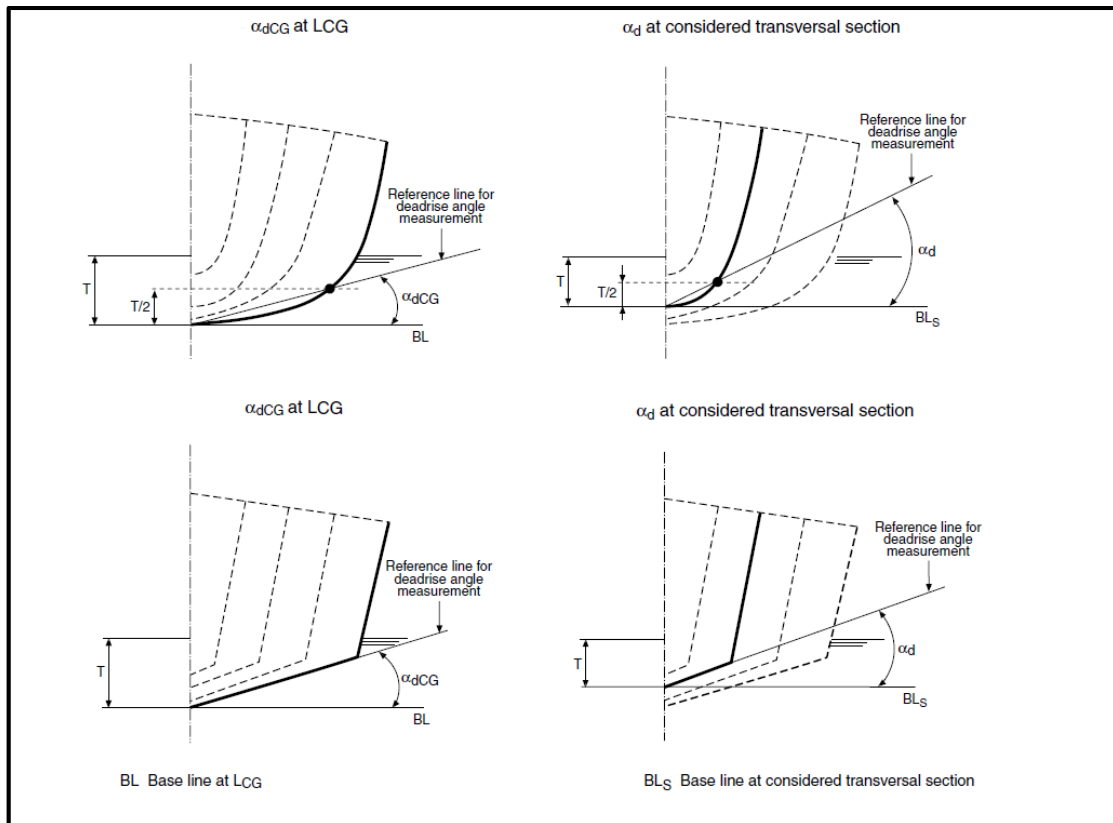 αdCG at LCG
αd at considered transversal section
Reference line for
deadrise angle
measurement
T
T/2
αdCG
BL
Reference line for
deadrise angle
measurement
T
T/2
αd
BLS
αdCG at LCG
αd at considered transversal section
Reference line for
deadrise angle
measurement
T
αdCG
BL
Reference line for
deadrise angle
measurement
T
αd
BLS
BL Base line at LCG
BLS Base line at considered transversal section